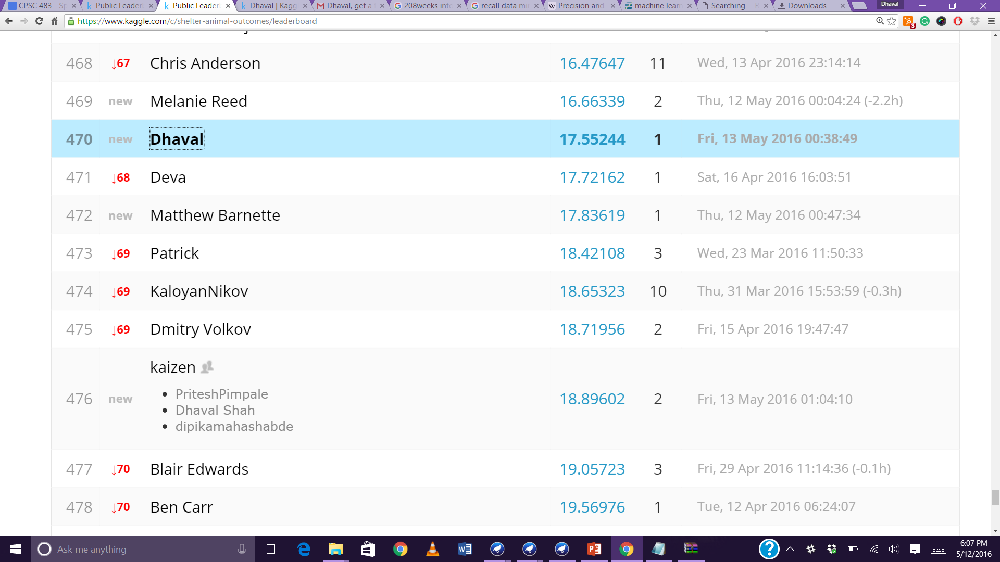 CPSC 483 - Sp
Public Leaderl
Public Leaderl
Dhaval | Kagg
Dhaval, get a
208weeks into
recall data mi
Precision and
machine learn
Searching_-_R
Downloads
Dhaval
https://www.kaggle.com/c/shelter-animal-outcomes/leaderboard
3
468 ↓67 Chris Anderson 16.47647 11 Wed, 13 Apr 2016 23:14:14
469 new Melanie Reed 16.66339 2 Thu, 12 May 2016 00:04:24 (-2.2h)
470 new Dhaval 17.55244 1 Fri, 13 May 2016 00:38:49
471 ↓68 Deva 17.72162 1 Sat, 16 Apr 2016 16:03:51
472 new Matthew Barnette 17.83619 1 Thu, 12 May 2016 00:47:34
473 ↓69 Patrick 18.42108 3 Wed, 23 Mar 2016 11:50:33
474 ↓69 KaloyanNikov 18.65323 10 Thu, 31 Mar 2016 15:53:59 (-0.3h)
475 ↓69 Dmitry Volkov 18.71956 2 Fri, 15 Apr 2016 19:47:47
kaizen
• PriteshPimpale
476 new 18.89602 2 Fri, 13 May 2016 01:04:10
• Dhaval Shah
• dipikamahashabde
477 ↓70 Blair Edwards 19.05723 3 Fri, 29 Apr 2016 11:14:36 (-0.1h)
478 ↓70 Ben Carr 19.56976 1 Tue, 12 Apr 2016 06:24:07
Ask me anything
6:07 PM
5/12/2016